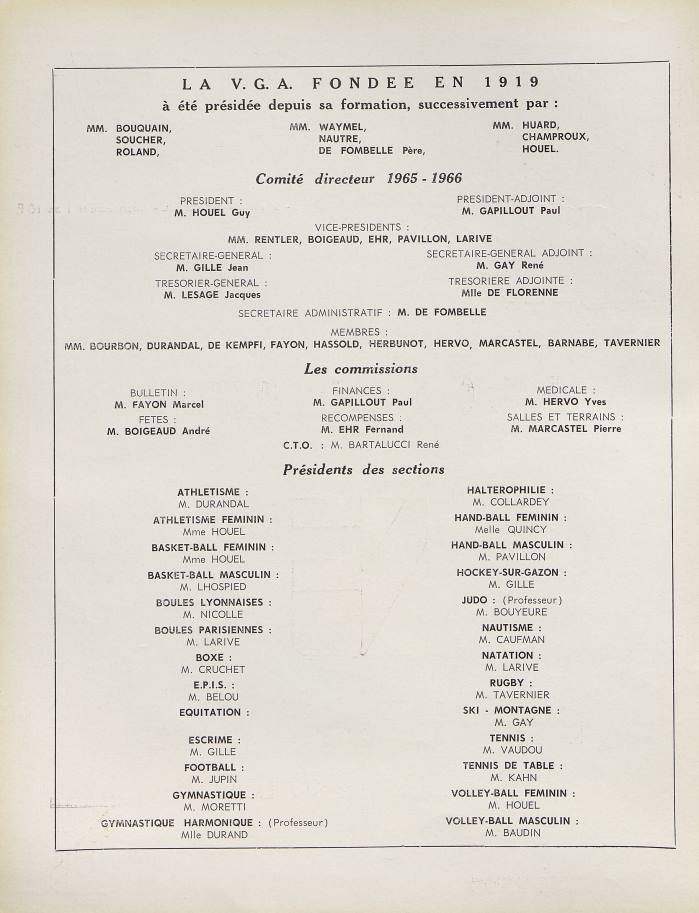 LA V.G.A. FONDEE EN 1919
à été présidée depuis sa formation, successivement par :
MM. BOUQUAIN,
SOUCHER,
ROLAND,
MM. WAYMEL,
NAUTRE,
DE FOMBELLE Père,
MM. HUARD,
CHAMPROUX,
HOUEL.
Comité directeur 1965 - 1966
PRESIDENT :
M. HOUEL Guy
PRESIDENT-ADJOINT :
M. GAPILLOUT Paul
VICE-PRESIDENTS :
MM. RENTLER, BOIGEAUD, EHR, PAVILLON, LARIVE
SECRETAIRE-GENERAL :
M. GILLE Jean
SECRETAIRE-GENERAL ADJOINT :
M. GAY René
TRESORIER-GENERAL :
M. LESAGE Jacques
TRESORIERE ADJOINTE :
Mlle DE FLORENNE
SECRETAIRE ADMINISTRATIF : M. DE FOMBELLE
MEMBRES :
MM. BOURBON, DURANDAL, DE KEMPFI, FAYON, HASSOLD, HERBUNOT, HERVO, MARCASTEL, BARNABE, TAVERNIER
Les commissions
BULLETIN :
M. FAYON Marcel
FINANCES :
M. GAPILLOUT Paul
MEDICALE :
M. HERVO Yves
FETES :
M. BOIGEAUD André
RECOMPENSES :
M. EHR Fernand
SALLES ET TERRAINS :
M. MARCASTEL Pierre
C.T.O. : M. BARTALUCCI René
Présidents des sections
ATHLETISME :
M. DURANDAL
ATHLETISME FEMININ :
Mme HOUEL
BASKET-BALL FEMININ :
Mme HOUEL
BASKET-BALL MASCULIN :
M. LHOSPIED
BOULES LYONNAISES :
M. NICOLLE
BOULES PARISIENNES :
M. LARIVE
BOXE :
M. CRUCHET
E.P.I.S. :
M. BELOU
EQUITATION :
ESCRIME :
M. GILLE
FOOTBALL :
M. JUPIN
GYMNASTIQUE :
M. MORETTI
GYMNASTIQUE HARMONIQUE : (Professeur)
Mlle DURAND
HALTEROPHILIE :
M. COLLARDEY
HAND-BALL FEMININ :
Melle QUINCY
HAND-BALL MASCULIN :
M. PAVILLON
HOCKEY-SUR-GAZON :
M. GILLE
JUDO : (Professeur)
M. BOUYEURE
NAUTISME :
M. CAUFMAN
NATATION :
M. LARIVE
RUGBY :
M. TAVERNIER
SKI - MONTAGNE :
M. GAY
TENNIS :
M. VAUDOU
TENNIS DE TABLE :
M. KAHN
VOLLEY-BALL FEMININ :
M. HOUEL
VOLLEY-BALL MASCULIN :
M. BAUDIN